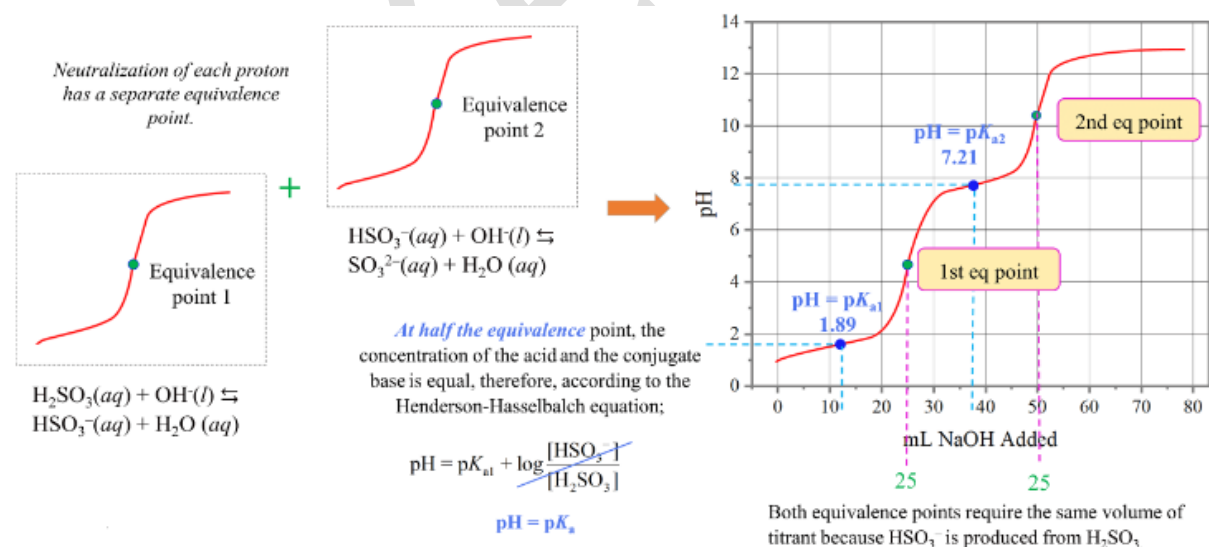 Neutralization of each proton
has a separate equivalence
point.
Equivalence
point 1
H₂SO₃(aq) + OH⁻(l) ⇆
HSO₃⁻(aq) + H₂O (aq)
+
Equivalence
point 2
HSO₃⁻(aq) + OH⁻(l) ⇆
SO₃²⁻(aq) + H₂O (aq)
At half the equivalence point, the
concentration of the acid and the conjugate
base is equal, therefore, according to the
Henderson-Hasselbalch equation;
pH = pKₐ₁ + log [HSO₃⁻]/[H₂SO₃]
pH = pKₐ
14
12
10
8
6
4
2
0
pH
pH = pKₐ₂
7.21
2nd eq point
1st eq point
pH = pKₐ₁
1.89
0 10 20 30 40 50 60 70 80
mL NaOH Added
25 25
Both equivalence points require the same volume of
titrant because HSO₃⁻ is produced from H₂SO₃